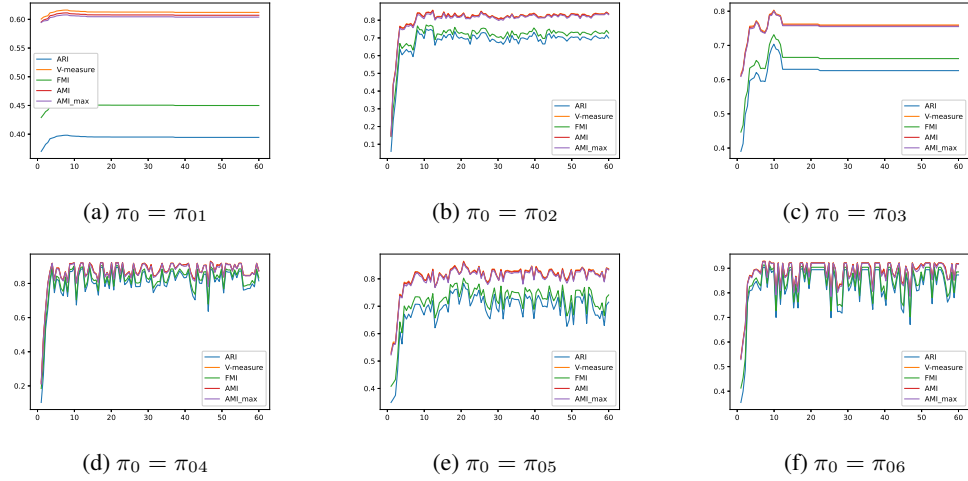 0.60
0.55
0.50
0.45
0.40
ARI
V-measure
FMI
AMI
AMI_max
0 10 20 30 40 50 60
(a) π₀ = π₀₁
0.8
0.7
0.6
0.5
0.4
0.3
0.2
0.1
ARI
V-measure
FMI
AMI
AMI_max
0 10 20 30 40 50 60
(b) π₀ = π₀₂
0.8
0.7
0.6
0.5
0.4
ARI
V-measure
FMI
AMI
AMI_max
0 10 20 30 40 50 60
(c) π₀ = π₀₃
0.8
0.6
0.4
0.2
ARI
V-measure
FMI
AMI
AMI_max
0 10 20 30 40 50 60
(d) π₀ = π₀₄
0.8
0.7
0.6
0.5
0.4
ARI
V-measure
FMI
AMI
AMI_max
0 10 20 30 40 50 60
(e) π₀ = π₀₅
0.9
0.8
0.7
0.6
0.5
0.4
ARI
V-measure
FMI
AMI
AMI_max
0 10 20 30 40 50 60
(f) π₀ = π₀₆